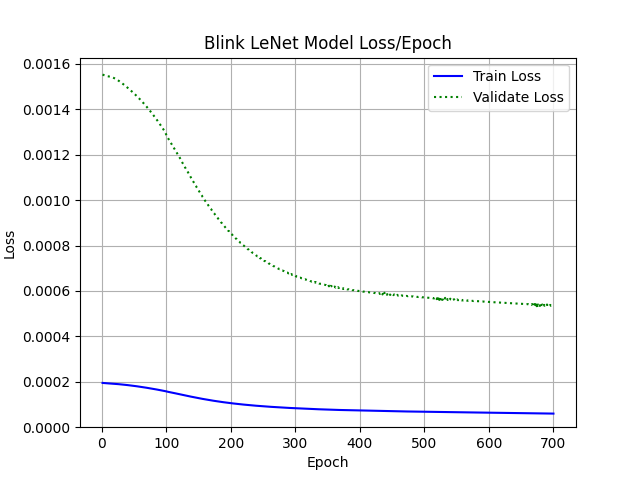 Blink LeNet Model Loss/Epoch
Train Loss
Validate Loss
0.0016
0.0014
0.0012
0.0010
0.0008
0.0006
0.0004
0.0002
0.0000
Loss
0 100 200 300 400 500 600 700
Epoch